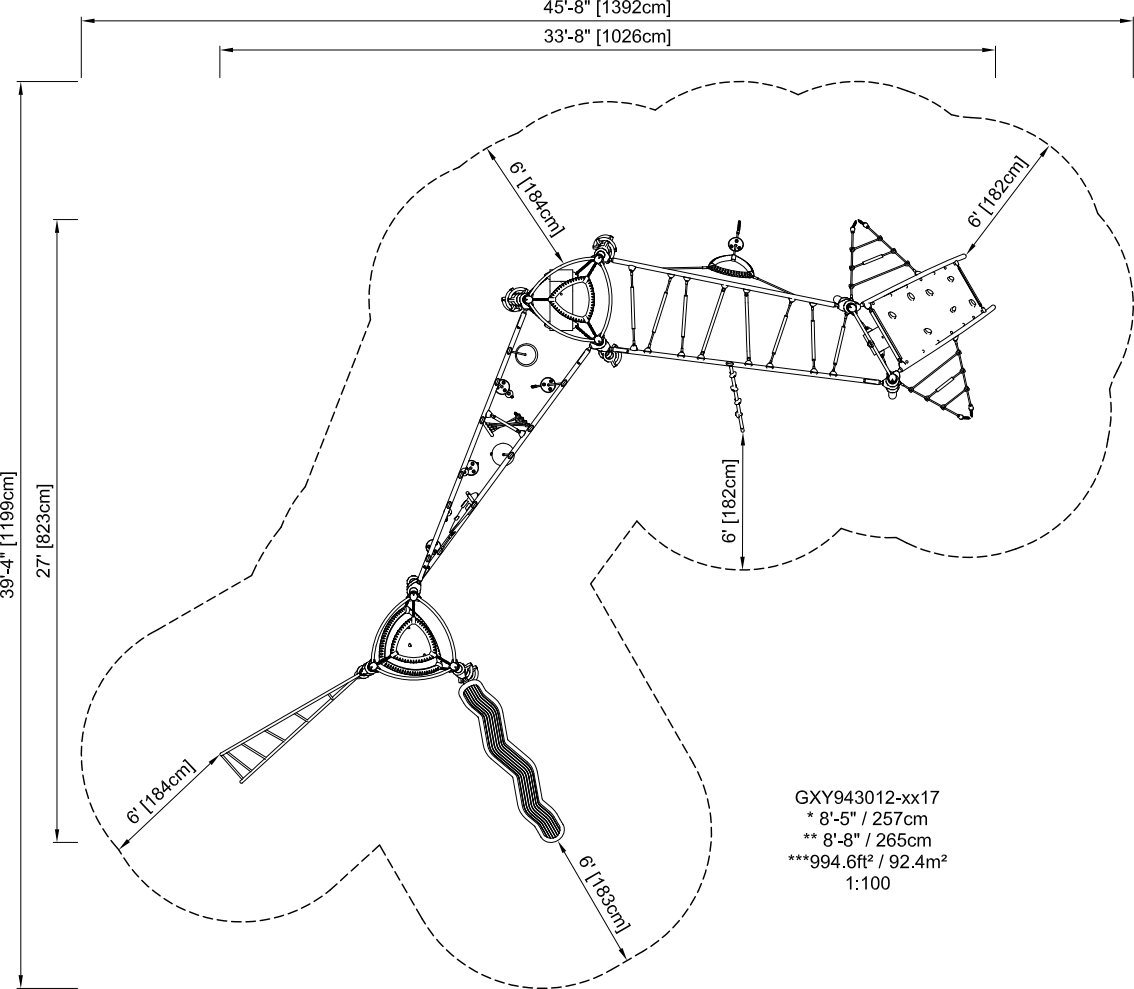 45'-8" [1392cm]
33'-8" [1026cm]
6' [184cm]
6' [182cm]
39'-4" [1199cm]
27' [823cm]
6' [182cm]
6' [184cm]
6' [183cm]
GXY943012-xx17
* 8'-5" / 257cm
** 8'-8" / 265cm
***994.6ft² / 92.4m²
1:100